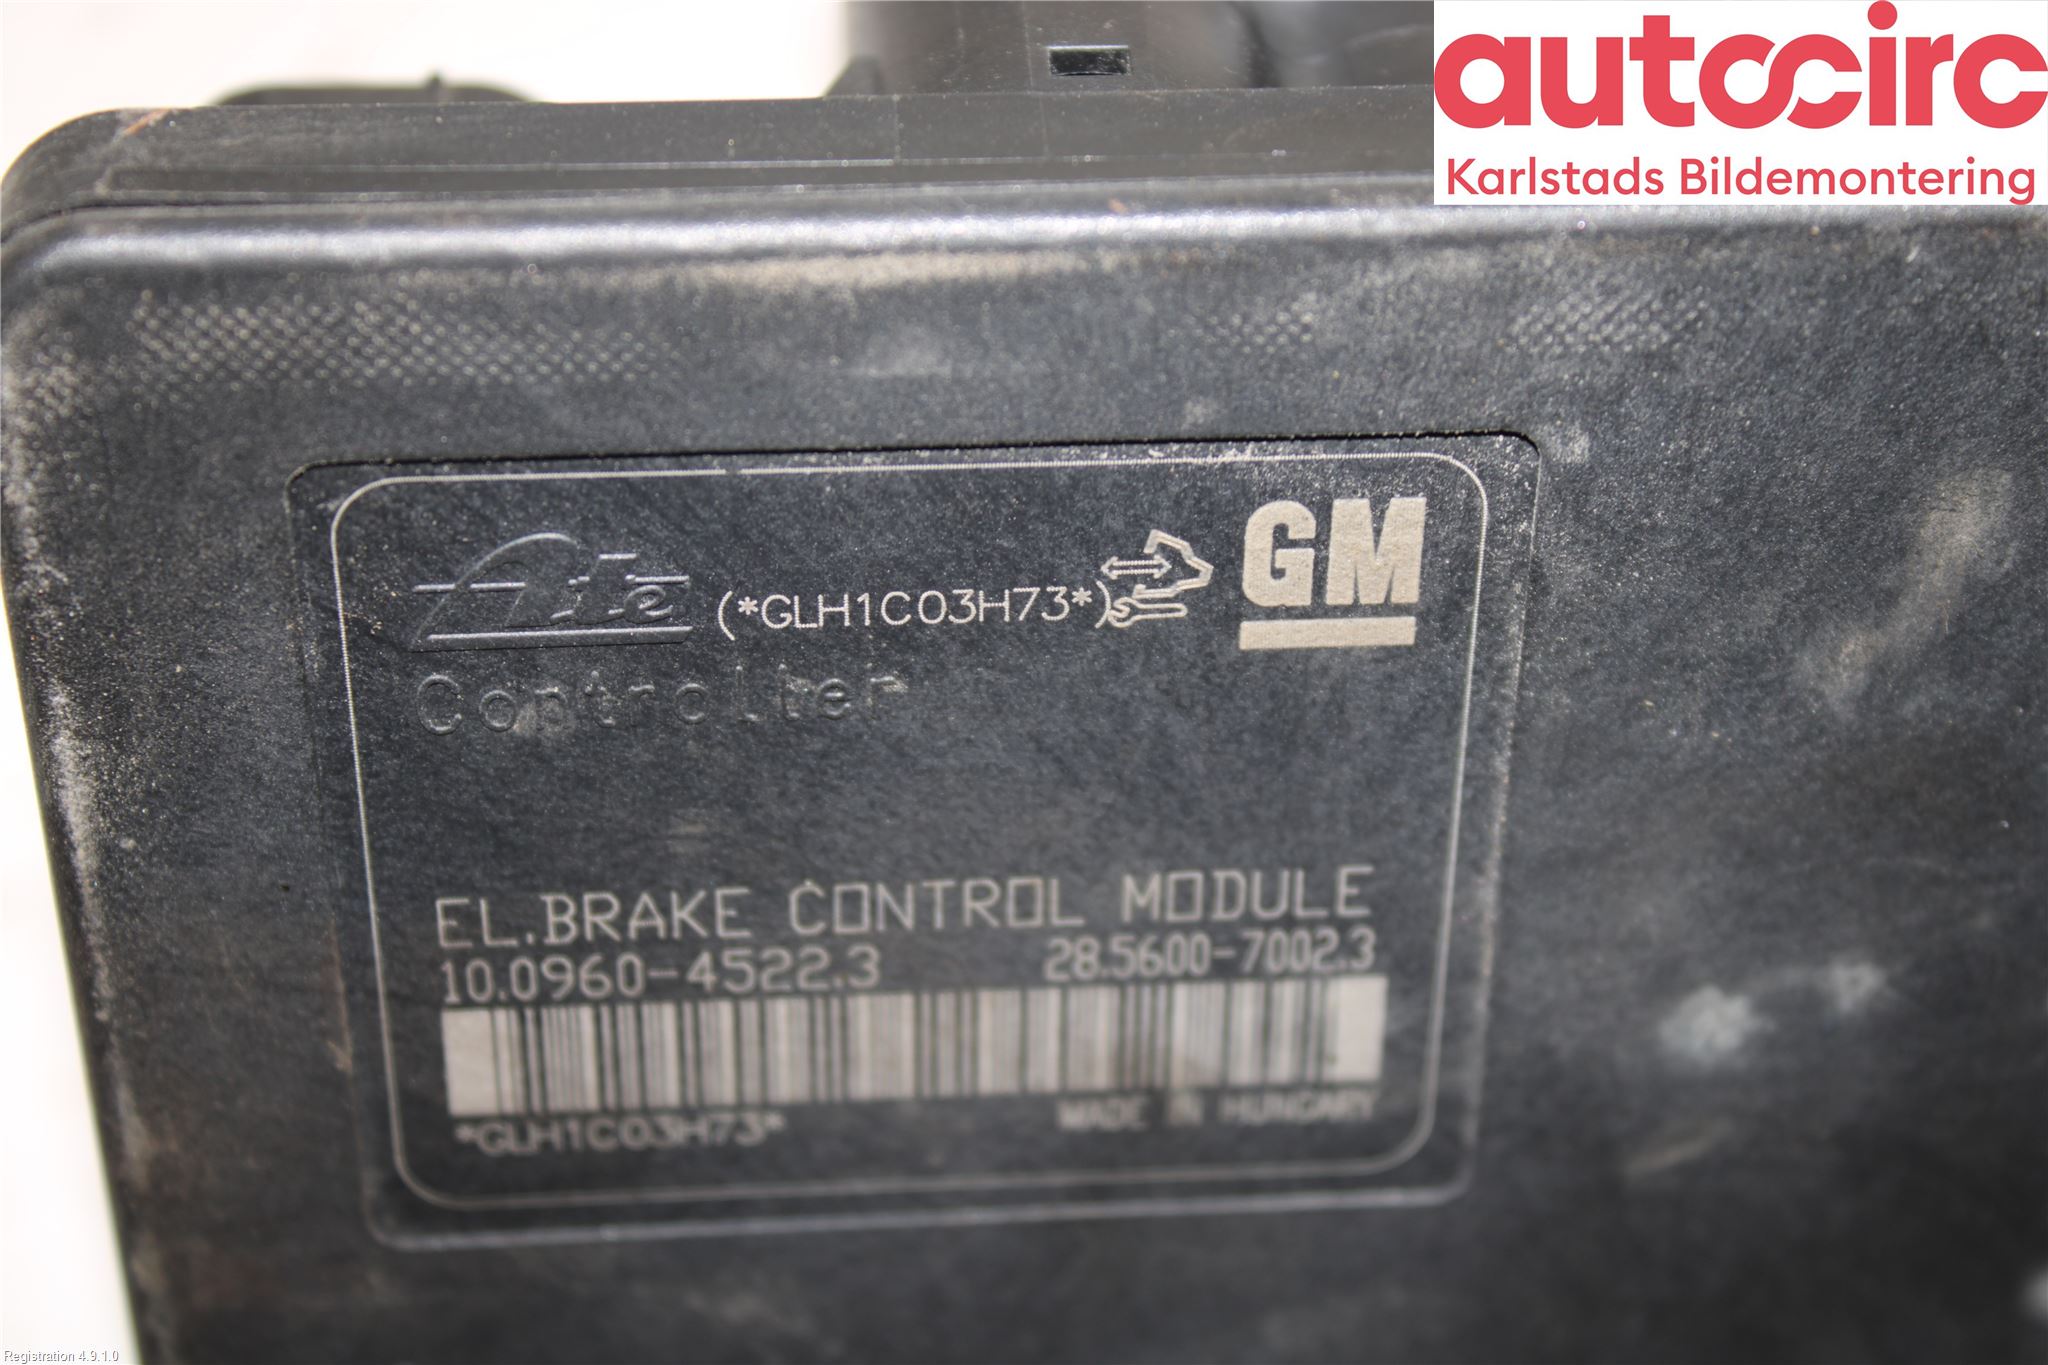 autocirc
Karlstads Bildemontering
Ate (*GLH1C03H73*) S GM
Controller
EL.BRAKE CONTROL MODULE
10.0960-4522.3 28.5600-7002.3
*GLH1C03H73* MADE IN HUNGARY
Registration 4.9.1.0